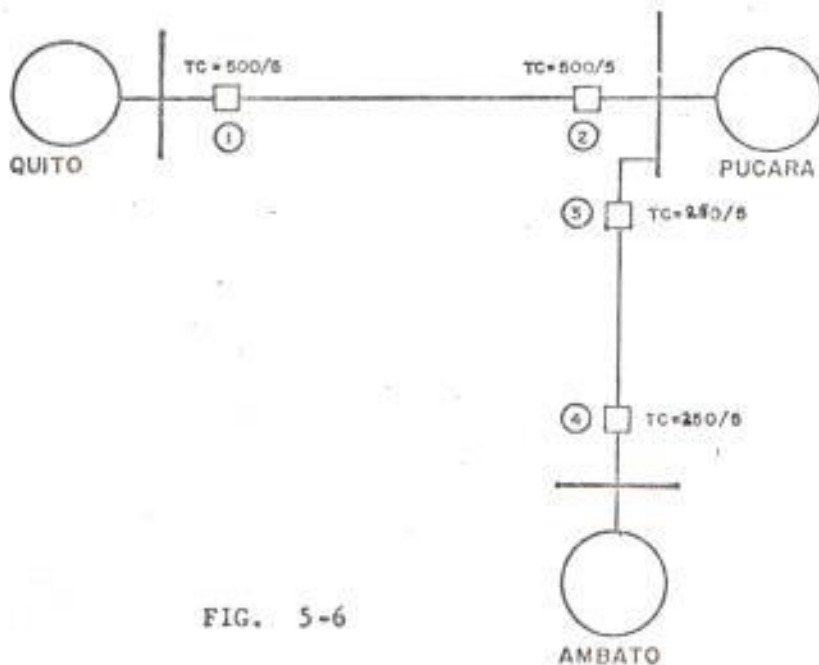 TC=500/5
TC=500/5
1
2
QUITO
PUCARA
3
TC=250/5
4
TC=250/5
FIG. 5-6
AMBATO